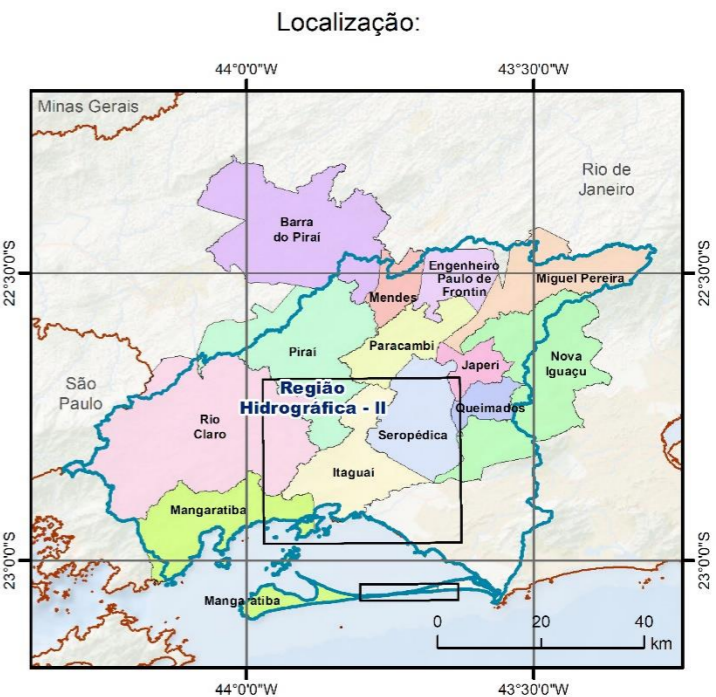 Localização:
44°0'0"W
43°30'0"W
Minas Gerais
Rio de
Janeiro
Barra
do Piraí
22°30'0"S
22°30'0"S
Engenheiro
Paulo de
Frontin
Miguel Pereira
Mendes
Piraí
Paracambi
Japeri
Nova
Iguaçu
São
Paulo
Região
Hidrográfica - II
Queimados
Rio
Claro
Seropédica
Itaguaí
Mangaratiba
23°0'0"S
23°0'0"S
Mangaratiba
0
20
40
km
44°0'0"W
43°30'0"W